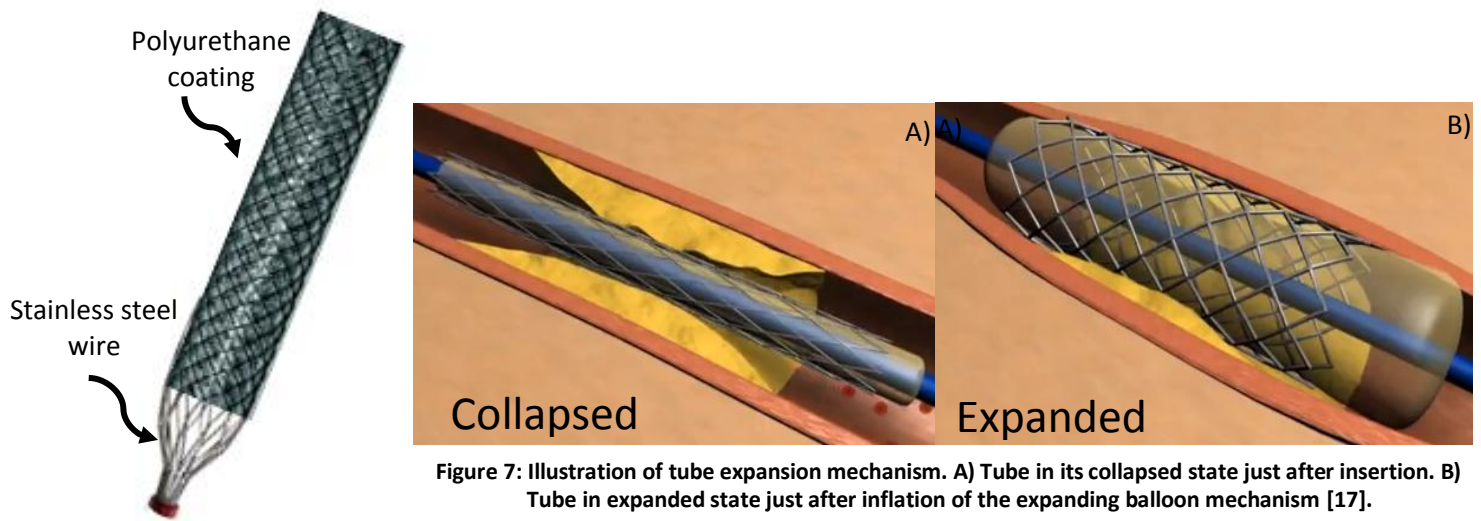 Polyurethane
coating
Stainless steel
wire
A)
Collapsed
A)
B)
Expanded
Figure 7: Illustration of tube expansion mechanism. A) Tube in its collapsed state just after insertion. B)
Tube in expanded state just after inflation of the expanding balloon mechanism [17].